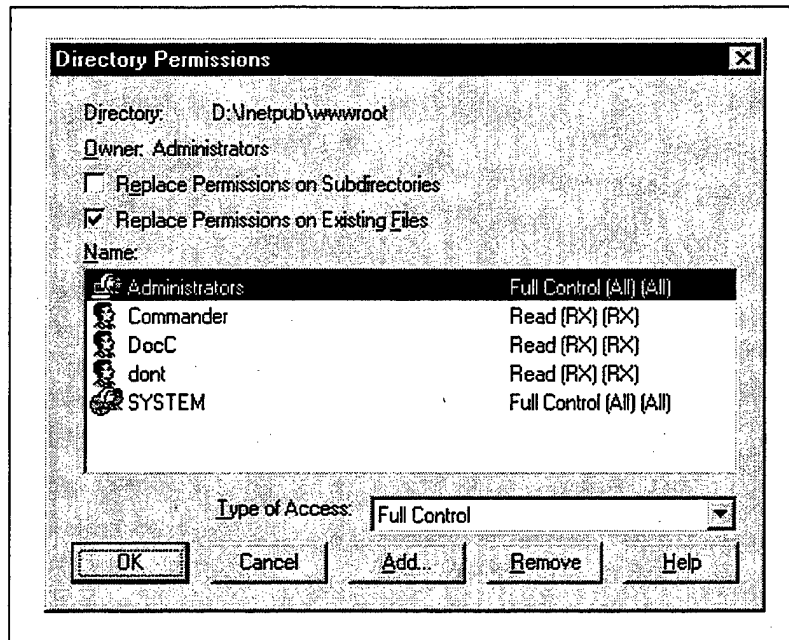 Directory Permissions
Directory: D:\Inetpub\wwwroot
Owner: Administrators
Replace Permissions on Subdirectories
Replace Permissions on Existing Files
Name:
Administrators Full Control (All) (All)
Commander Read (RX) (RX)
DocC Read (RX) (RX)
dont Read (RX) (RX)
SYSTEM Full Control (All) (All)
Type of Access: Full Control
OK Cancel Add... Remove Help